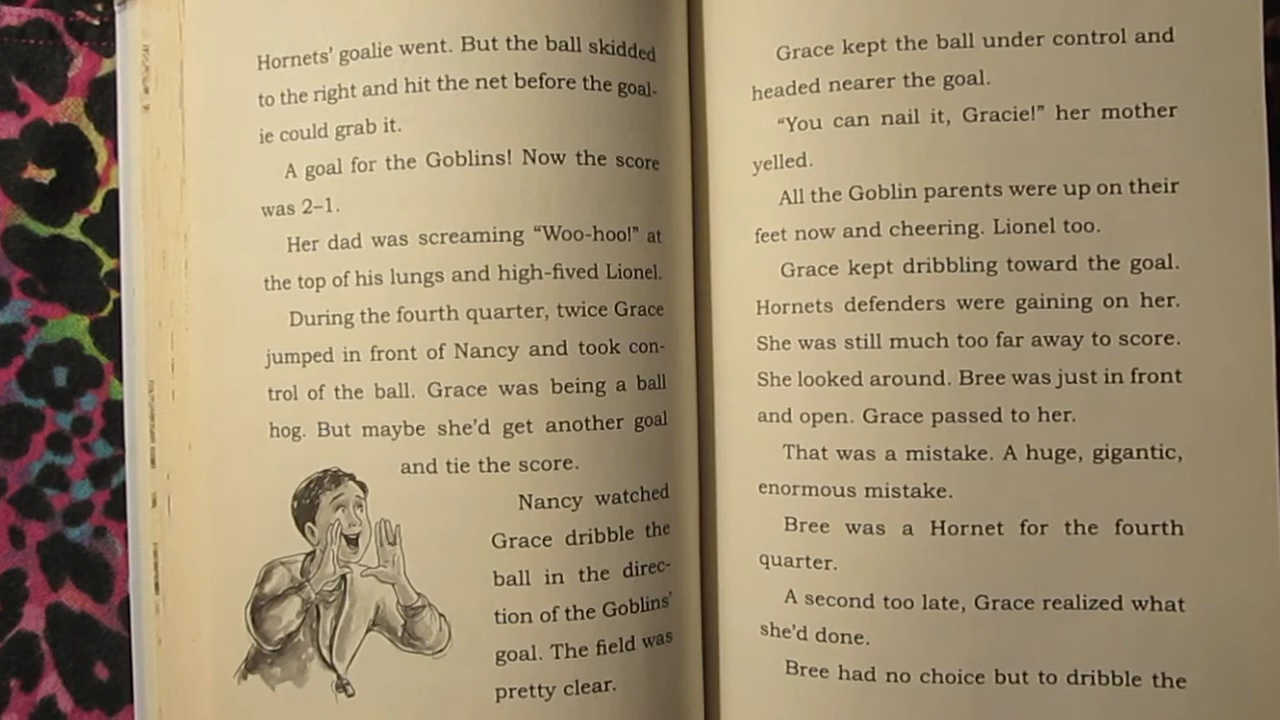 Hornets' goalie went. But the ball skidded
to the right and hit the net before the goal-
ie could grab it.
A goal for the Goblins! Now the score
was 2–1.
Her dad was screaming “Woo-hoo!” at
the top of his lungs and high-fived Lionel.
During the fourth quarter, twice Grace
jumped in front of Nancy and took con-
trol of the ball. Grace was being a ball
hog. But maybe she’d get another goal
and tie the score.
Nancy watched
Grace dribble the
ball in the direc-
tion of the Goblins’
goal. The field was
pretty clear.
Grace kept the ball under control and
headed nearer the goal.
“You can nail it, Gracie!” her mother
yelled.
All the Goblin parents were up on their
feet now and cheering. Lionel too.
Grace kept dribbling toward the goal.
Hornets defenders were gaining on her.
She was still much too far away to score.
She looked around. Bree was just in front
and open. Grace passed to her.
That was a mistake. A huge, gigantic,
enormous mistake.
Bree was a Hornet for the fourth
quarter.
A second too late, Grace realized what
she’d done.
Bree had no choice but to dribble the